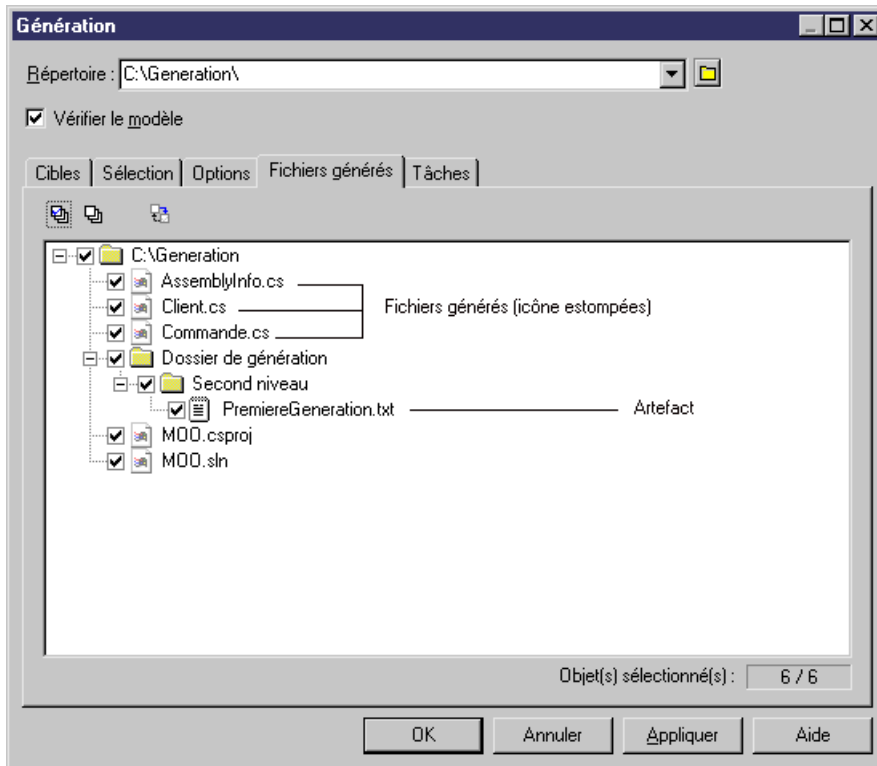 Génération
Répertoire : C:\Generation\
Vérifier le modèle
Cibles Sélection Options Fichiers générés Tâches
C:\Generation
AssemblyInfo.cs
Client.cs Fichiers générés (icône estompées)
Commande.cs
Dossier de génération
Second niveau
PremiereGeneration.txt Artefact
MOO.csproj
MOO.sln
Objet(s) sélectionné(s) : 6 / 6
OK Annuler Appliquer Aide